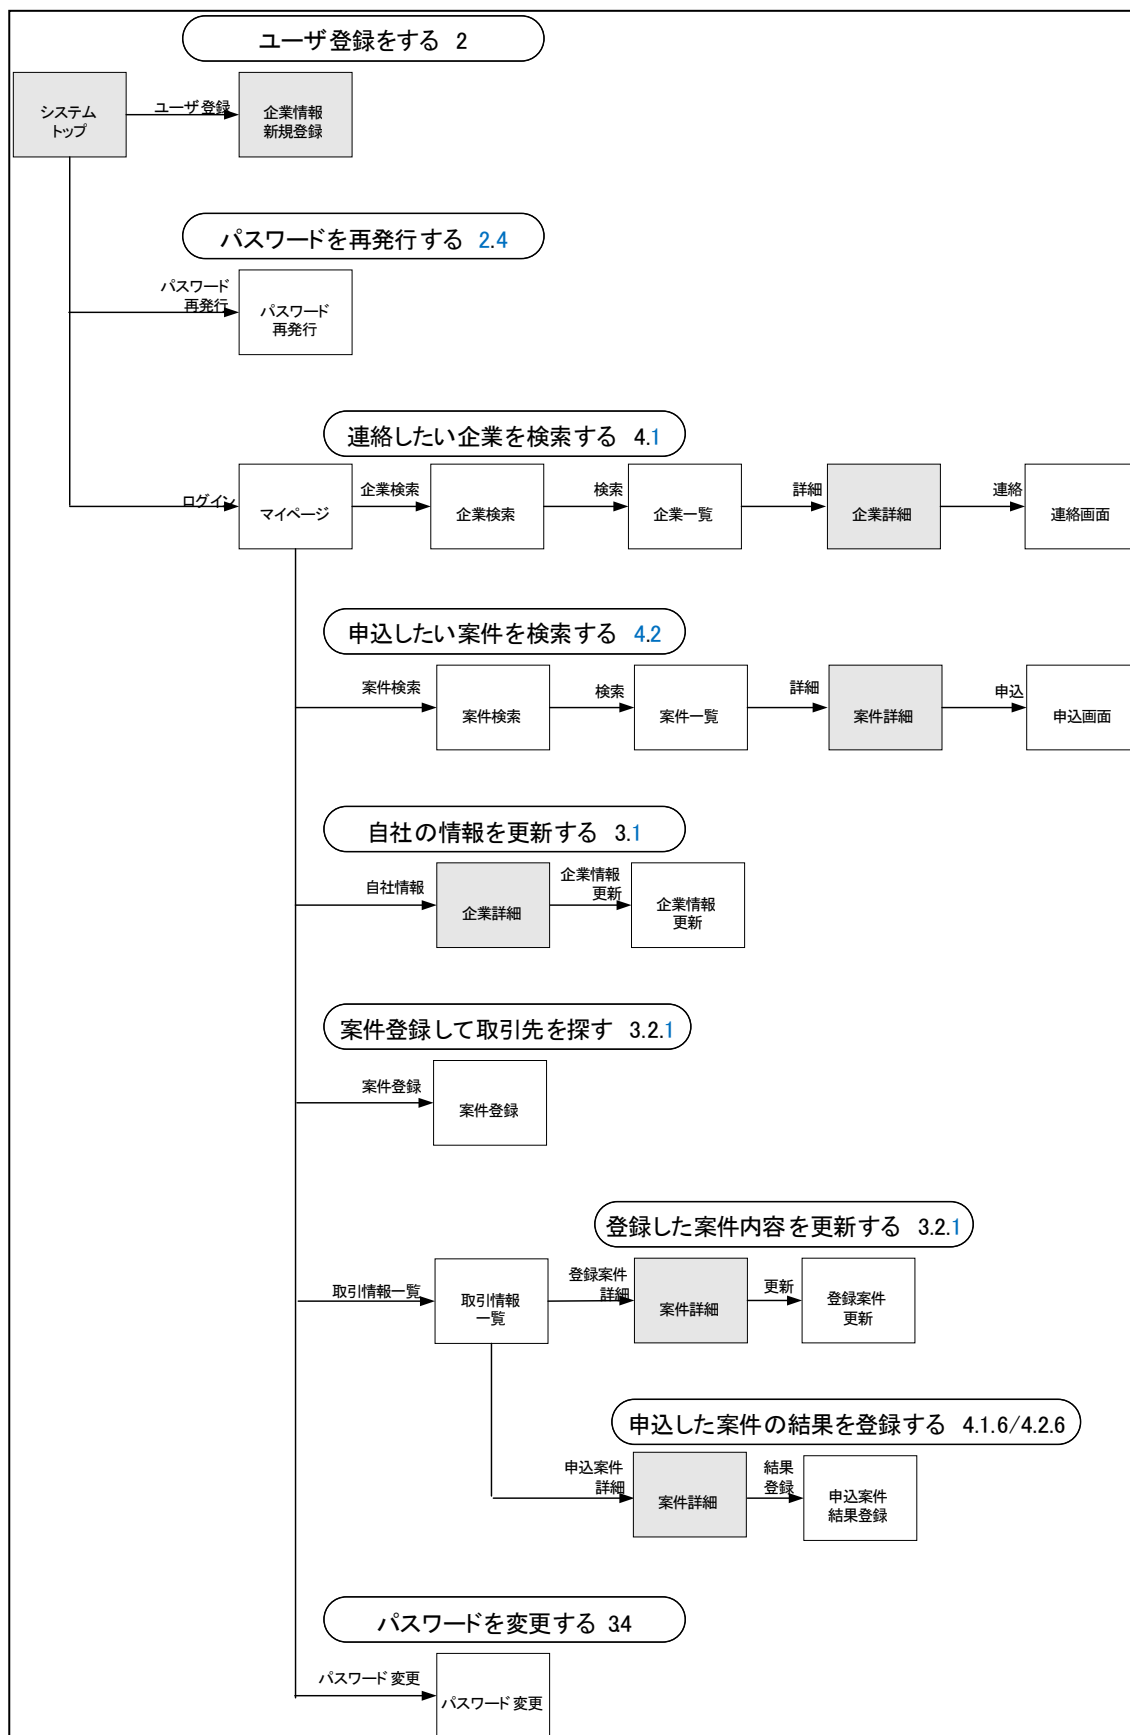 ユーザ登録をする 2
システム
トップ
ユーザ登録
企業情報
新規登録
パスワードを再発行する 2.4
パスワード
再発行
パスワード
再発行
連絡したい企業を検索する 4.1
ログイン
マイページ
企業検索
企業検索
検索
企業一覧
詳細
企業詳細
連絡
連絡画面
申込したい案件を検索する 4.2
案件検索
案件検索
検索
案件一覧
詳細
案件詳細
申込
申込画面
自社の情報を更新する 3.1
自社情報
企業詳細
企業情報
更新
企業情報
更新
案件登録して取引先を探す 3.2.1
案件登録
案件登録
登録した案件内容を更新する 3.2.1
取引情報一覧
取引情報
一覧
登録案件
詳細
案件詳細
更新
登録案件
更新
申込した案件の結果を登録する 4.1.6/4.2.6
申込案件
詳細
案件詳細
結果
登録
申込案件
結果登録
パスワードを変更する 34
パスワード変更
パスワード変更